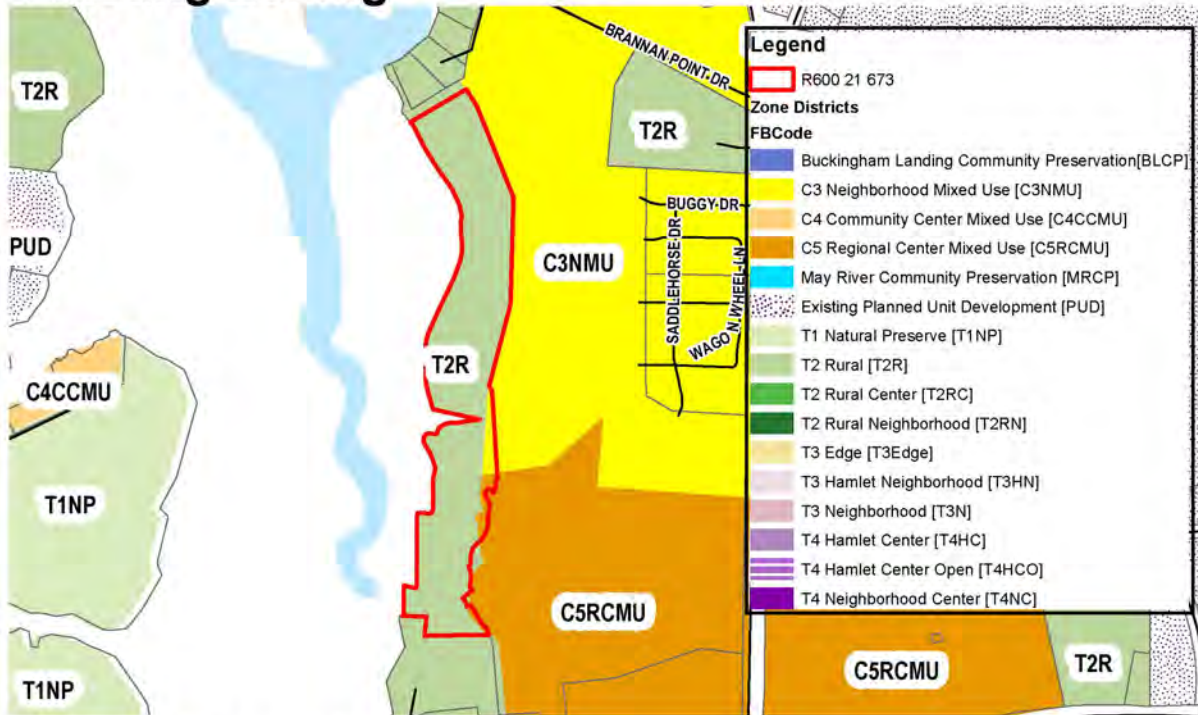 BRANNAN POINT DR
T2R
T2R
BUGGY DR
PUD
C3NMU
SADDLEHORSE DR
WAGON WHEEL LN
T2R
C4CCMU
T1NP
C5RCMU
C5RCMU
T2R
T1NP
Legend
R600 21 673
Zone Districts
FBCode
Buckingham Landing Community Preservation[BLCP]
C3 Neighborhood Mixed Use [C3NMU]
C4 Community Center Mixed Use [C4CCMU]
C5 Regional Center Mixed Use [C5RCMU]
May River Community Preservation [MRCP]
Existing Planned Unit Development [PUD]
T1 Natural Preserve [T1NP]
T2 Rural [T2R]
T2 Rural Center [T2RC]
T2 Rural Neighborhood [T2RN]
T3 Edge [T3Edge]
T3 Hamlet Neighborhood [T3HN]
T3 Neighborhood [T3N]
T4 Hamlet Center [T4HC]
T4 Hamlet Center Open [T4HCO]
T4 Neighborhood Center [T4NC]